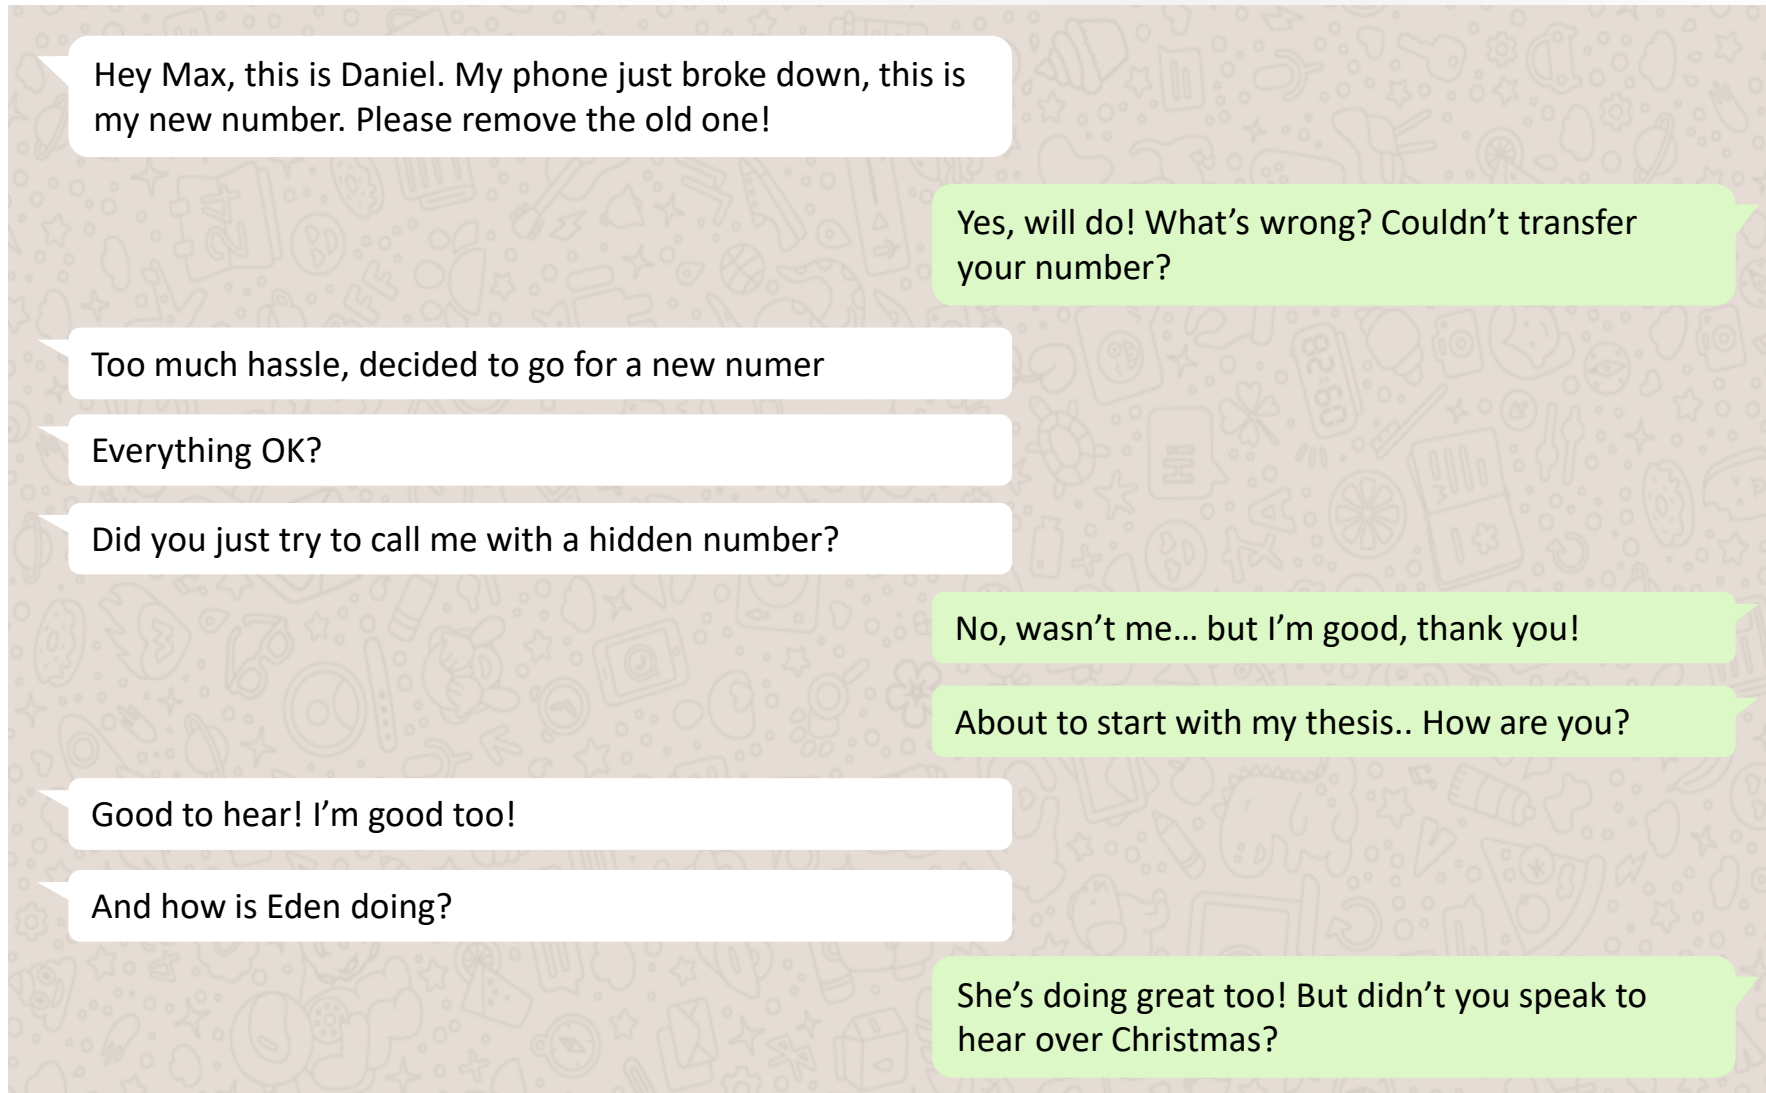 Hey Max, this is Daniel. My phone just broke down, this is
my new number. Please remove the old one!
Yes, will do! What’s wrong? Couldn’t transfer
your number?
Too much hassle, decided to go for a new numer
Everything OK?
Did you just try to call me with a hidden number?
No, wasn’t me… but I’m good, thank you!
About to start with my thesis.. How are you?
Good to hear! I’m good too!
And how is Eden doing?
She’s doing great too! But didn’t you speak to
hear over Christmas?